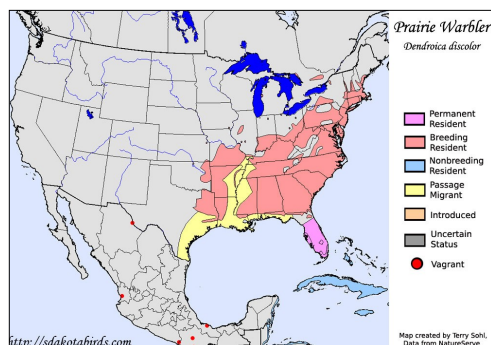 Prairie Warbler
Dendroica discolor
Permanent
Resident
Breeding
Resident
Nonbreeding
Resident
Passage
Migrant
Introduced
Uncertain
Status
Vagrant
http://sdakotabirds.com
Map created by Terry Sohl,
Data from NatureServe